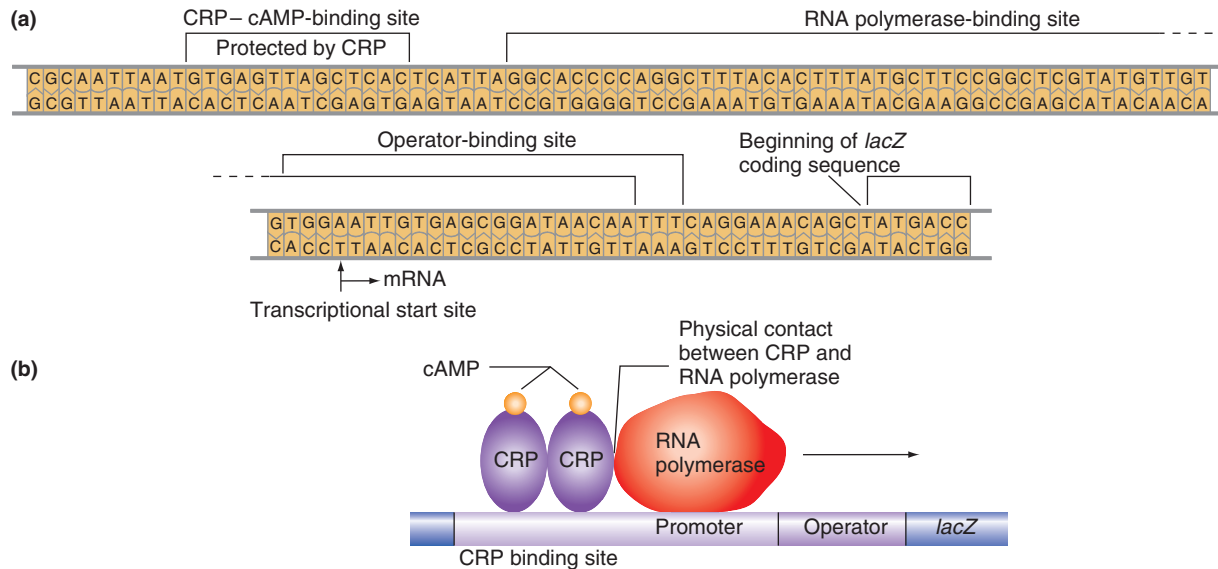 (a)
CRP– cAMP-binding site
RNA polymerase-binding site
Protected by CRP
CGCAATTAATGTGAGTTAGCTCACTCATTAGGCACCCCAGGCTTTACACTTTATGCTTCCGGCTCGTATGTTGT
GCGTTAATTACACTCAATCGAGTGAGTAATCCGTGGGGTCCGAAATGTGAAATACGAAGGCCGAGCATACAACA
Operator-binding site
Beginning of lacZ
coding sequence
GTGGAATTGTGAGCGGATAACAATTTCAGGAAACAGCTATGACC
CACCTTAACACTCGCCTATTGTTAAAGTCCTTTGTCGATACTGG
mRNA
Transcriptional start site
(b)
cAMP
Physical contact
between CRP and
RNA polymerase
CRP
CRP
RNA
polymerase
Promoter
Operator
lacZ
CRP binding site